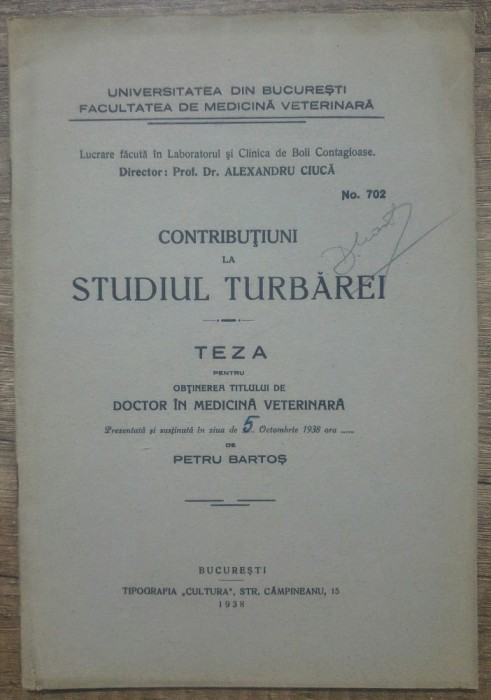 UNIVERSITATEA DIN BUCUREȘTI
FACULTATEA DE MEDICINĂ VETERINARĂ
Lucrare făcută în Laboratorul și Clinica de Boli Contagioase.
Director: Prof. Dr. ALEXANDRU CIUCĂ
No. 702
CONTRIBUȚIUNI
LA
STUDIUL TURBĂREI
TEZA
PENTRU
OBȚINEREA TITLULUI DE
DOCTOR ÎN MEDICINĂ VETERINARĂ
Prezentată și susținută în ziua de 5. Octombrie 1938 ora .....
DE
PETRU BARTOȘ
BUCUREȘTI
TIPOGRAFIA „CULTURA", STR. CÂMPINEANU, 15
1938